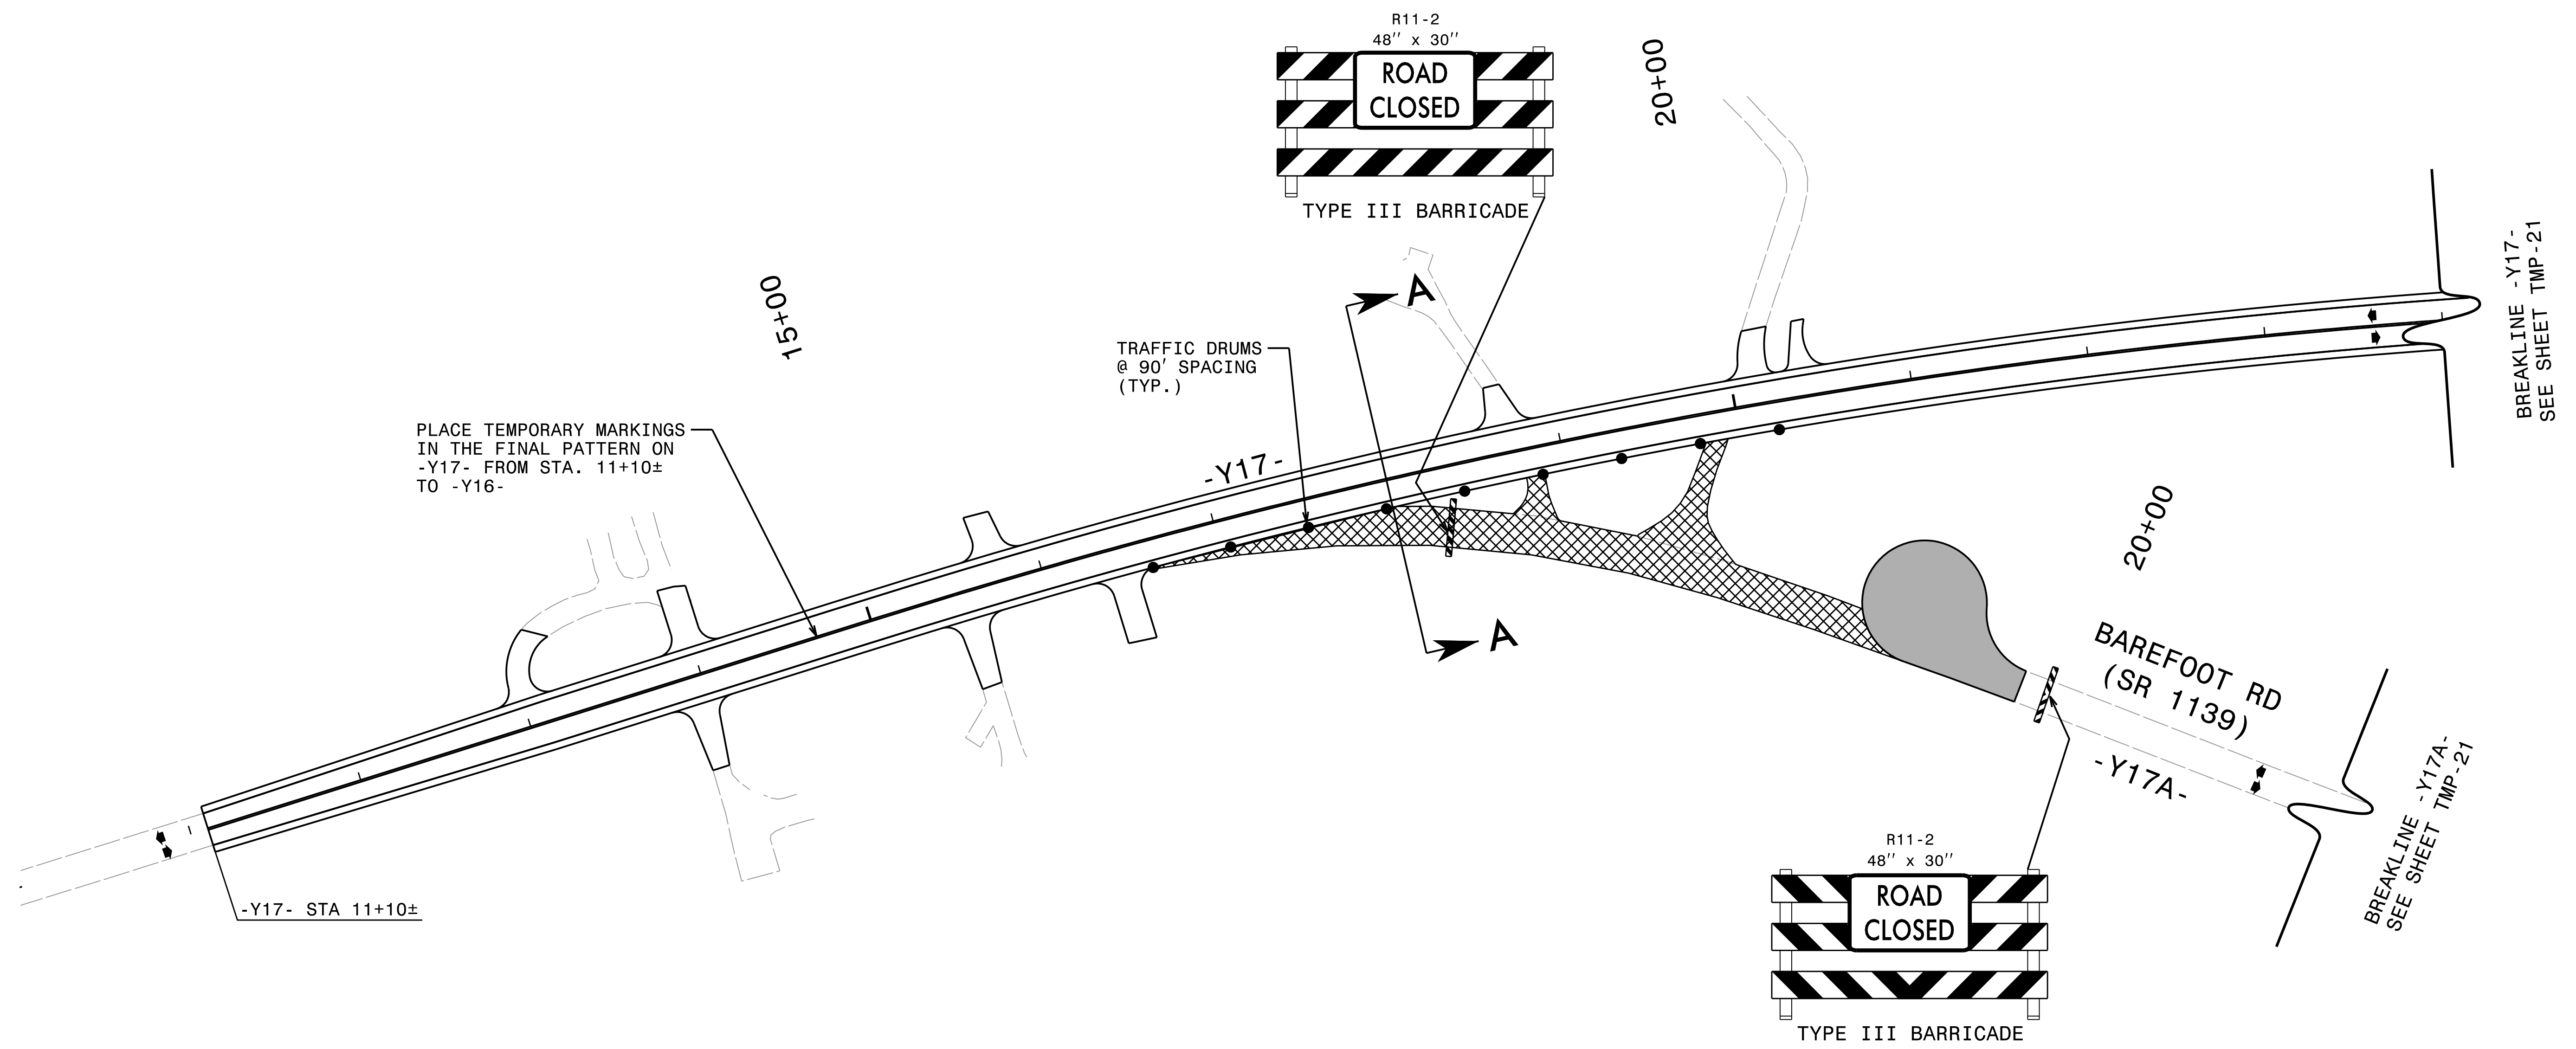 R11-2
48" x 30"
ROAD
CLOSED
TYPE III BARRICADE
20+00
15+00
TRAFFIC DRUMS
@ 90' SPACING
(TYP.)
A
PLACE TEMPORARY MARKINGS
IN THE FINAL PATTERN ON
-Y17- FROM STA. 11+10±
TO -Y16-
-Y17-
BREAKLINE -Y17-
SEE SHEET TMP-21
A
20+00
BAREFOOT RD
(SR 1139)
-Y17A-
BREAKLINE -Y17A-
SEE SHEET TMP-21
-Y17- STA 11+10±
R11-2
48" x 30"
ROAD
CLOSED
TYPE III BARRICADE